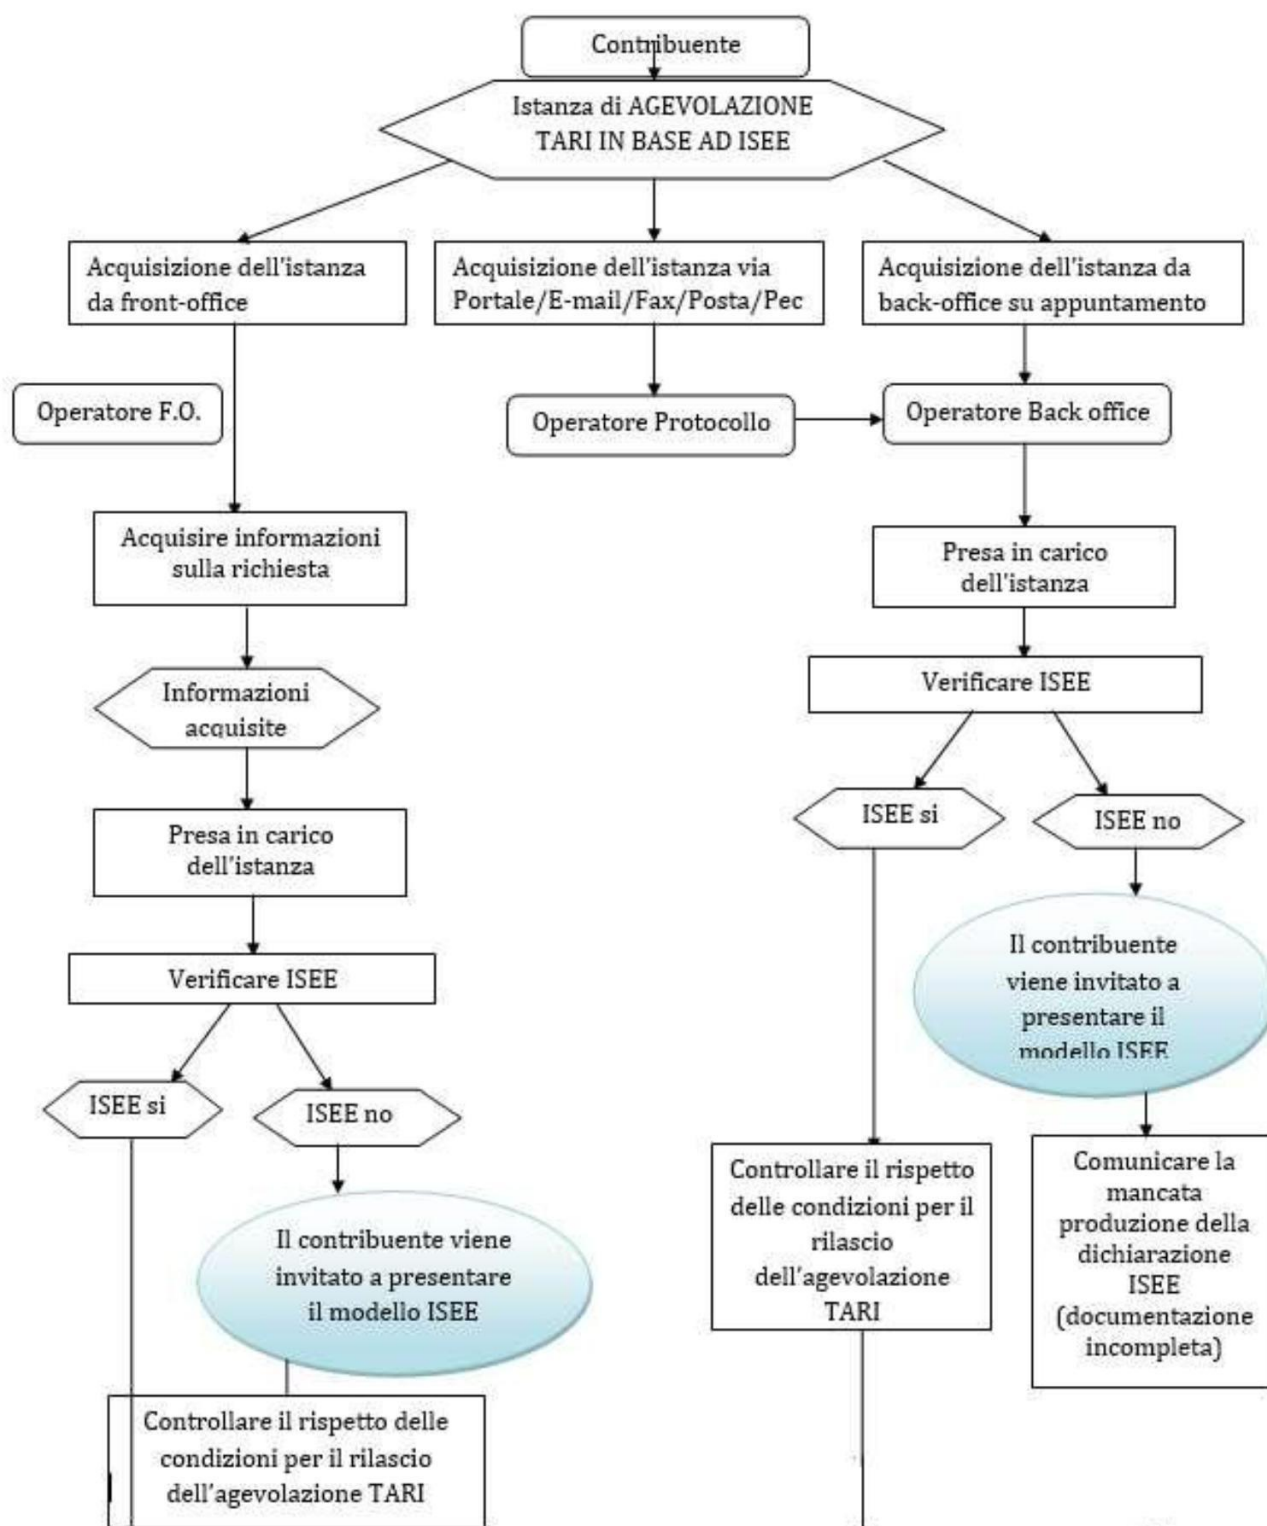 Contribuente
Istanza di AGEVOLAZIONE
TARI IN BASE AD ISEE
Acquisizione dell'istanza
da front-office
Acquisizione dell'istanza via
Portale/E-mail/Fax/Posta/Pec
Acquisizione dell'istanza da
back-office su appuntamento
Operatore F.O.
Operatore Protocollo
Operatore Back office
Acquisire informazioni
sulla richiesta
Presa in carico
dell'istanza
Informazioni
acquisite
Verificare ISEE
Presa in carico
dell'istanza
ISEE si
ISEE no
Verificare ISEE
Il contribuente
viene invitato a
presentare il
modello ISEE
ISEE si
ISEE no
Il contribuente viene
invitato a presentare
il modello ISEE
Controllare il rispetto
delle condizioni per il
rilascio
dell'agevolazione
TARI
Comunicare la
mancata
produzione della
dichiarazione
ISEE
(documentazione
incompleta)
Controllare il rispetto delle
condizioni per il rilascio
dell'agevolazione TARI